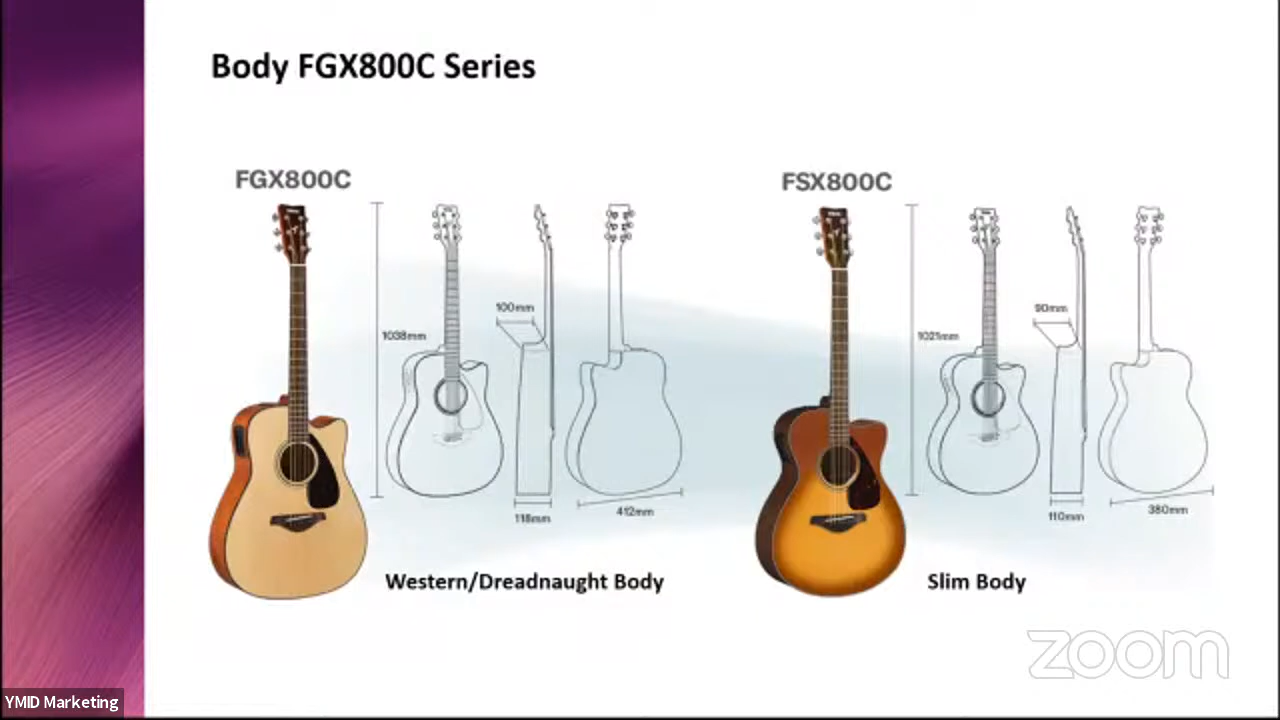 Body FGX800C Series
FGX800C
1038mm
100mm
118mm
412mm
Western/Dreadnaught Body
FSX800C
1021mm
90mm
110mm
380mm
Slim Body
zoom
YMID Marketing